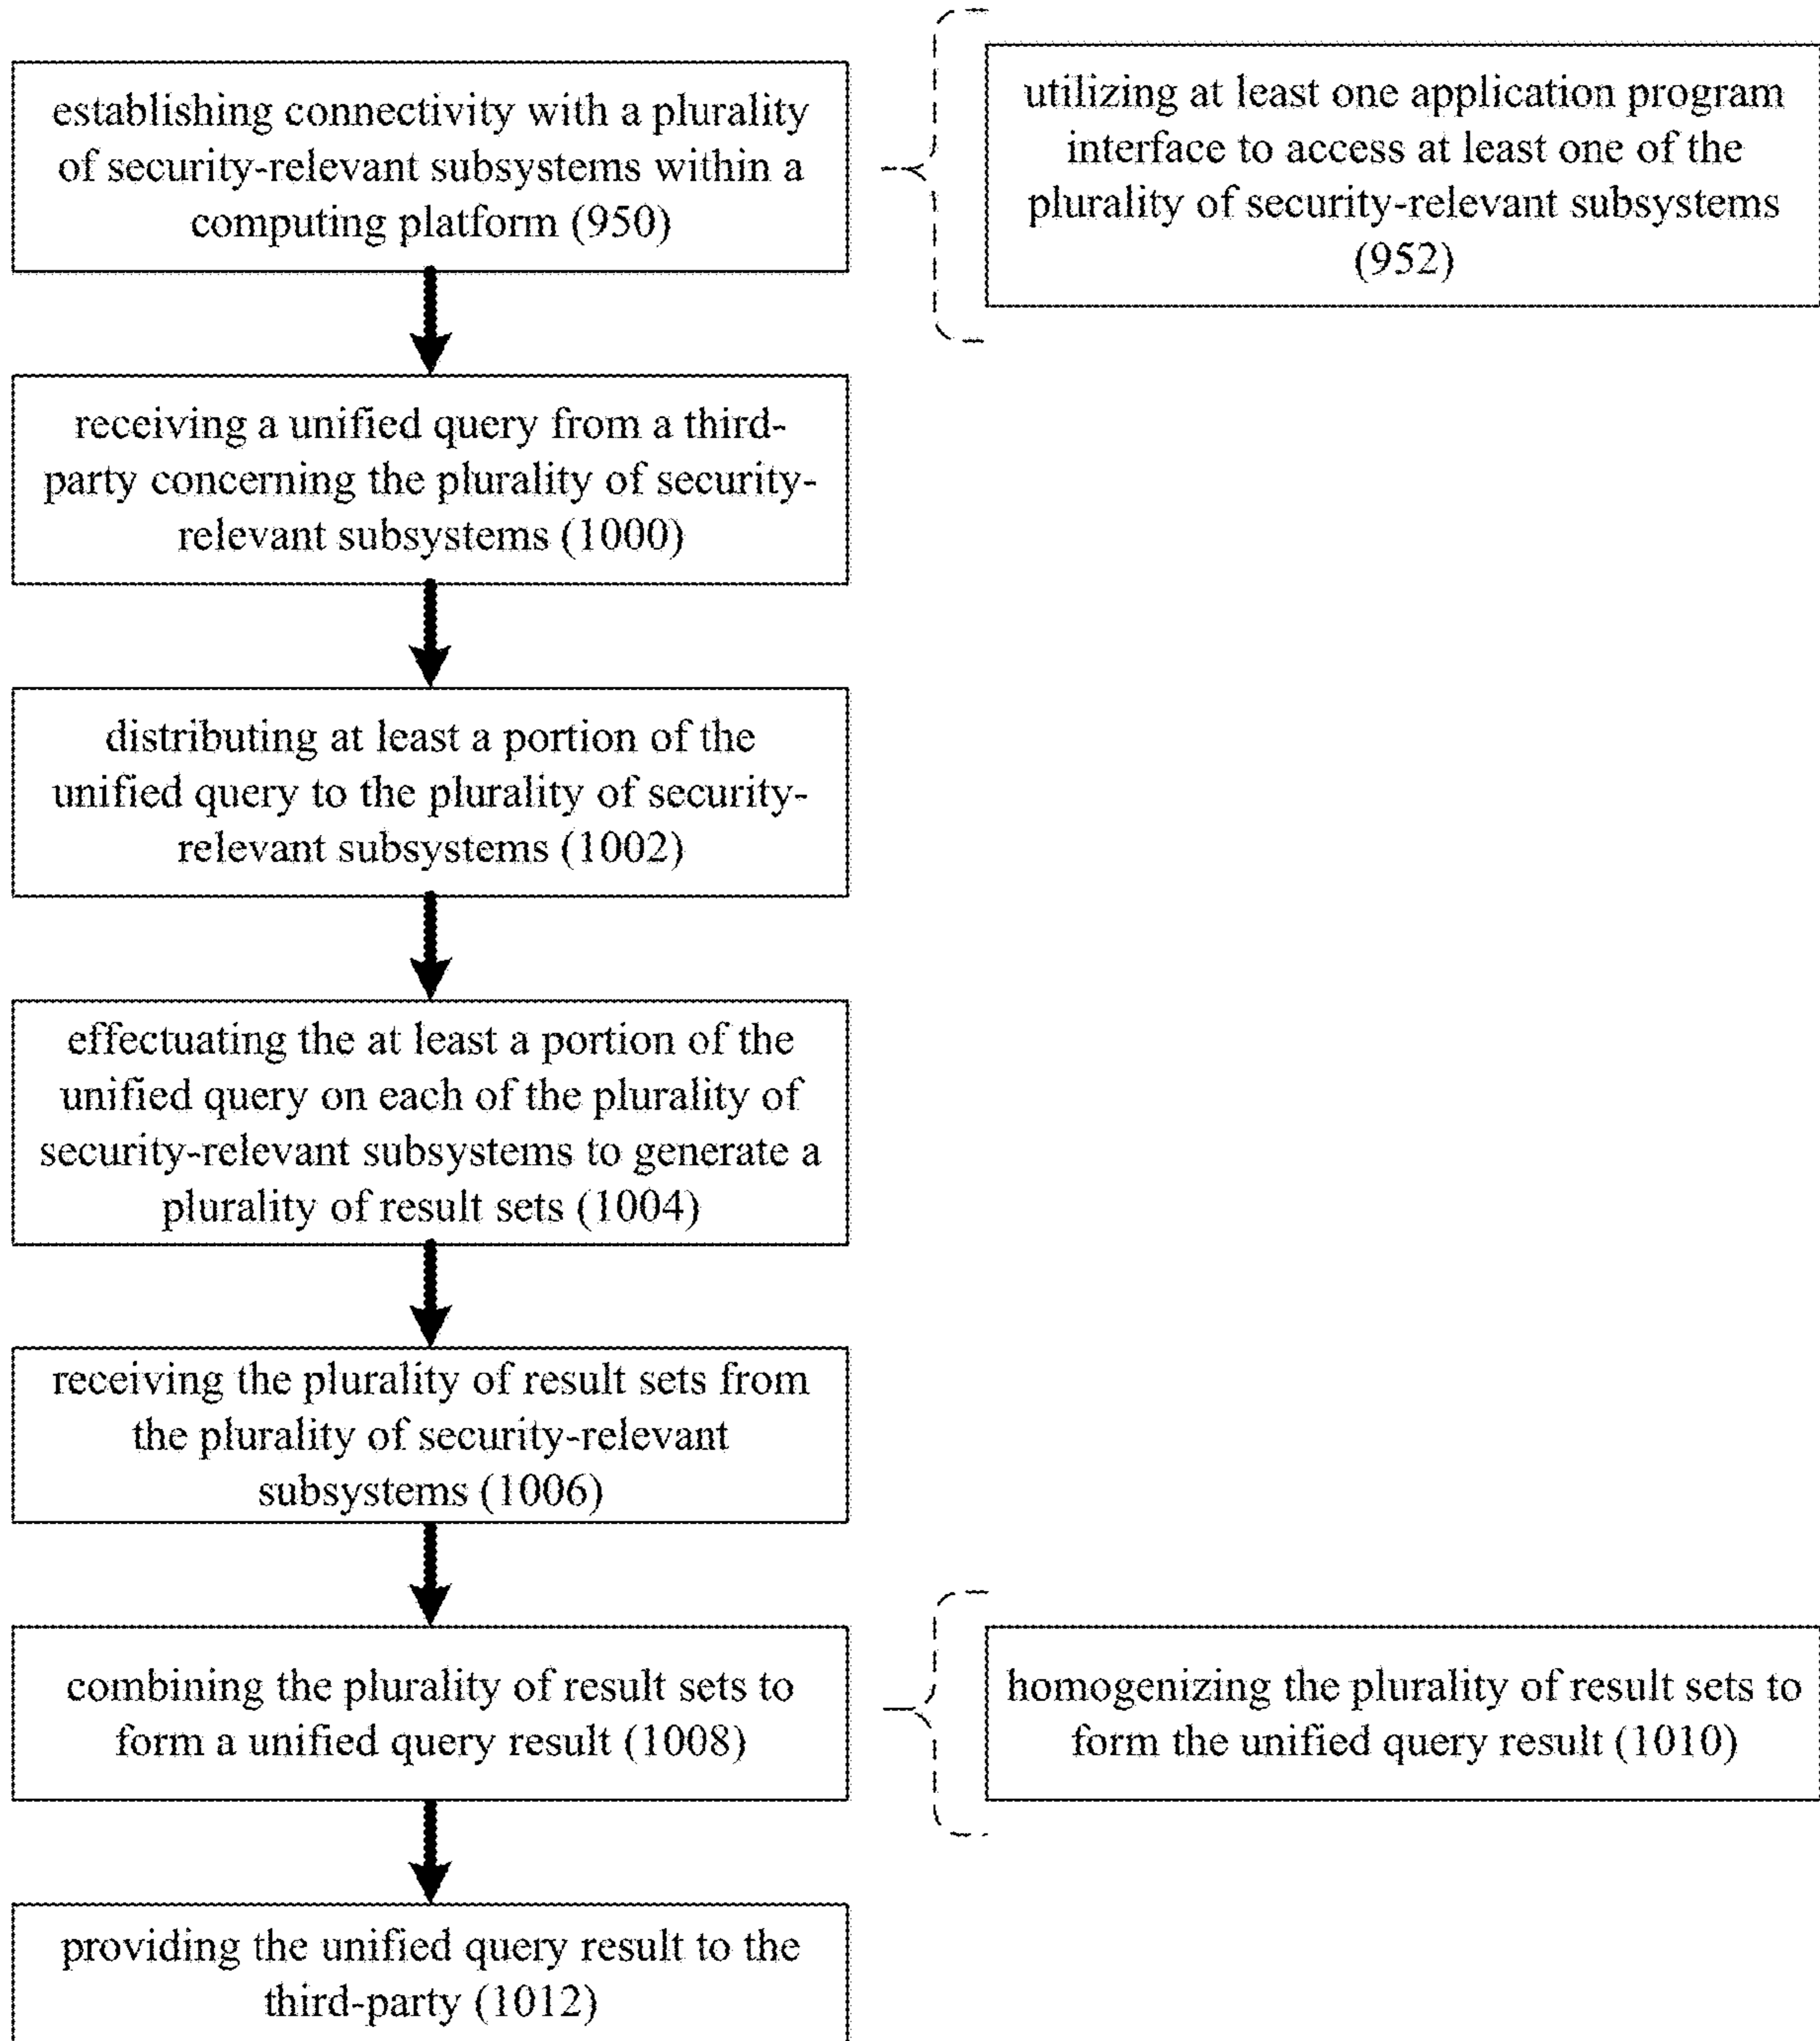 establishing connectivity with a plurality
of security-relevant subsystems within a
computing platform (950)
utilizing at least one application program
interface to access at least one of the
plurality of security-relevant subsystems
(952)
receiving a unified query from a third-
party concerning the plurality of security-
relevant subsystems (1000)
distributing at least a portion of the
unified query to the plurality of security-
relevant subsystems (1002)
effectuating the at least a portion of the
unified query on each of the plurality of
security-relevant subsystems to generate a
plurality of result sets (1004)
receiving the plurality of result sets from
the plurality of security-relevant
subsystems (1006)
combining the plurality of result sets to
form a unified query result (1008)
homogenizing the plurality of result sets to
form the unified query result (1010)
providing the unified query result to the
third-party (1012)